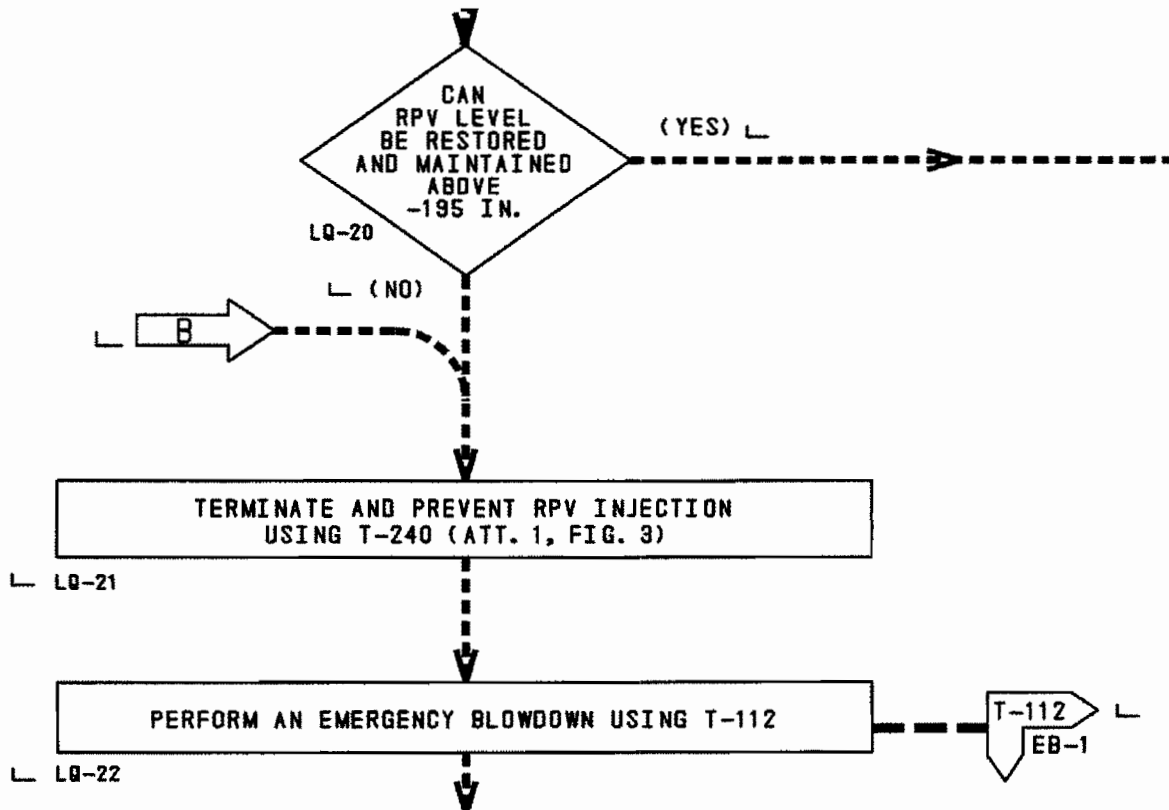 CAN
RPV LEVEL
BE RESTORED
AND MAINTAINED
ABOVE
-195 IN.
(YES)
LQ-20
(NO)
B
TERMINATE AND PREVENT RPV INJECTION
USING T-240 (ATT. 1, FIG. 3)
LQ-21
PERFORM AN EMERGENCY BLOWDOWN USING T-112
T-112
EB-1
LQ-22